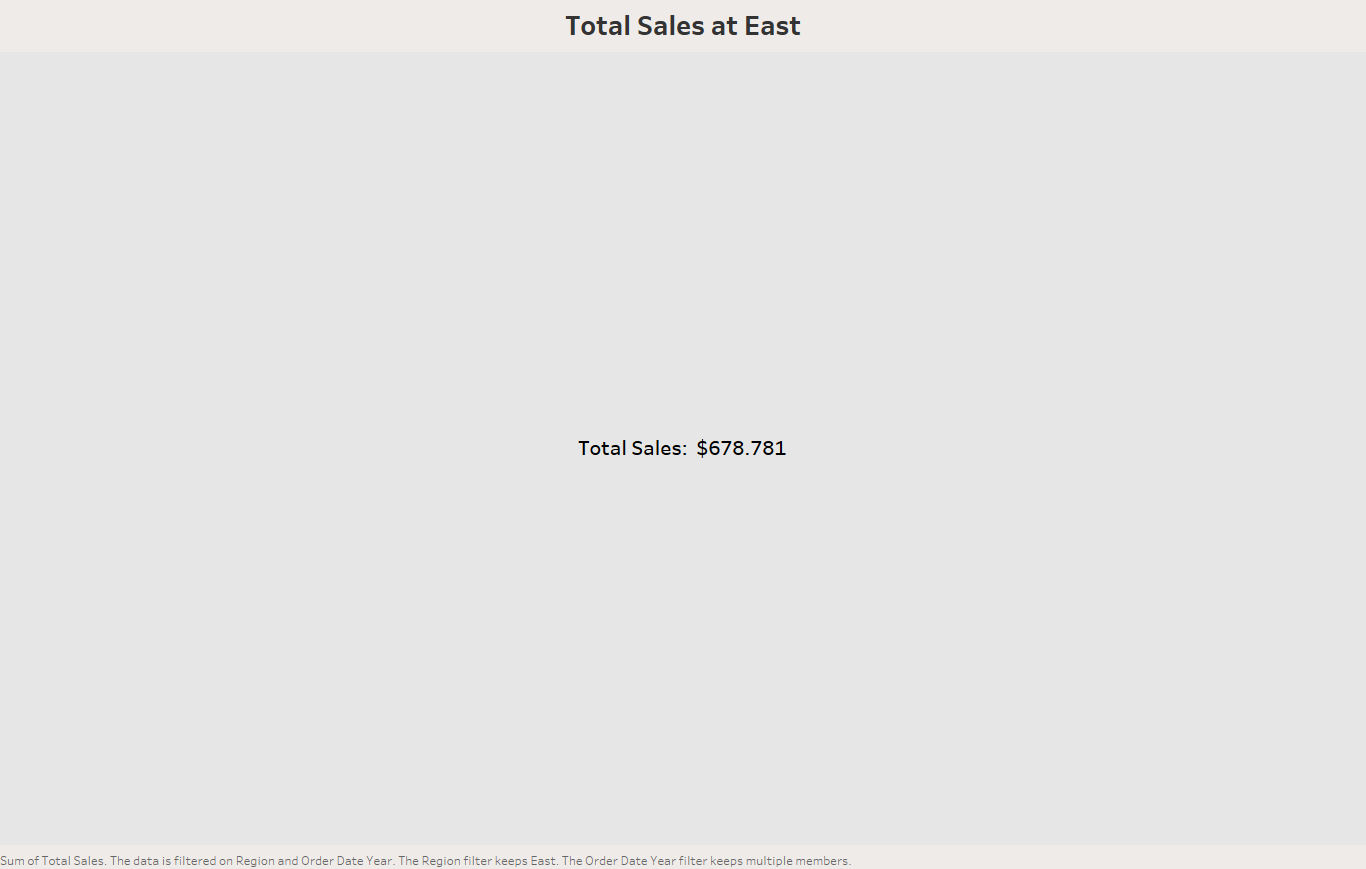 Total Sales at East
Total Sales: $678.781
Sum of Total Sales. The data is filtered on Region and Order Date Year. The Region filter keeps East. The Order Date Year filter keeps multiple members.